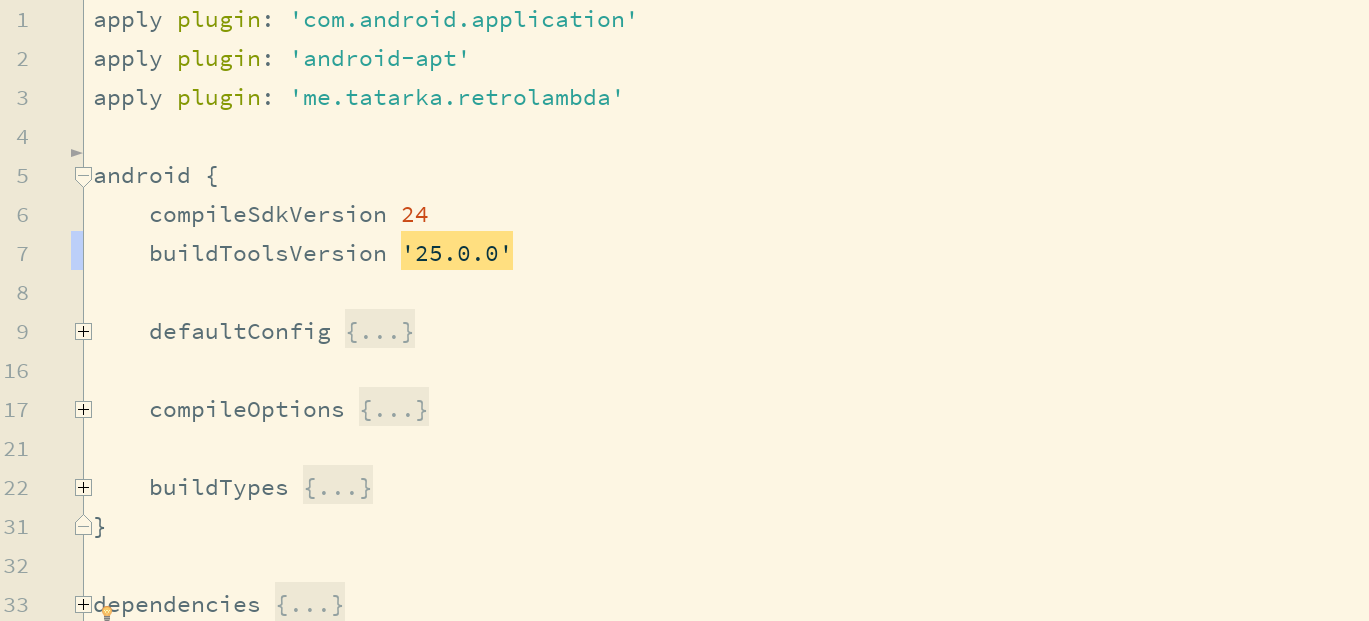 1 apply plugin: 'com.android.application'
2 apply plugin: 'android-apt'
3 apply plugin: 'me.tatarka.retrolambda'
4
5 android {
6     compileSdkVersion 24
7     buildToolsVersion '25.0.0'
8
9     defaultConfig {...}
16
17     compileOptions {...}
21
22     buildTypes {...}
31 }
32
33 dependencies {...}